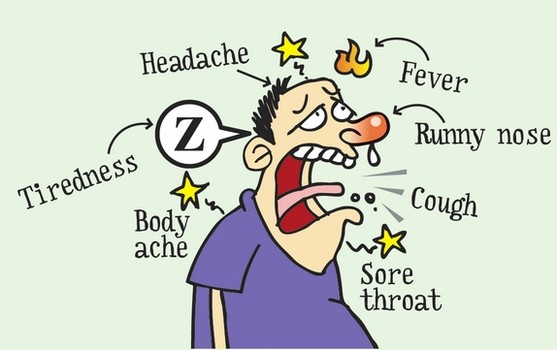 Headache
Fever
Runny nose
Z
Tiredness
Cough
Body
ache
Sore
throat